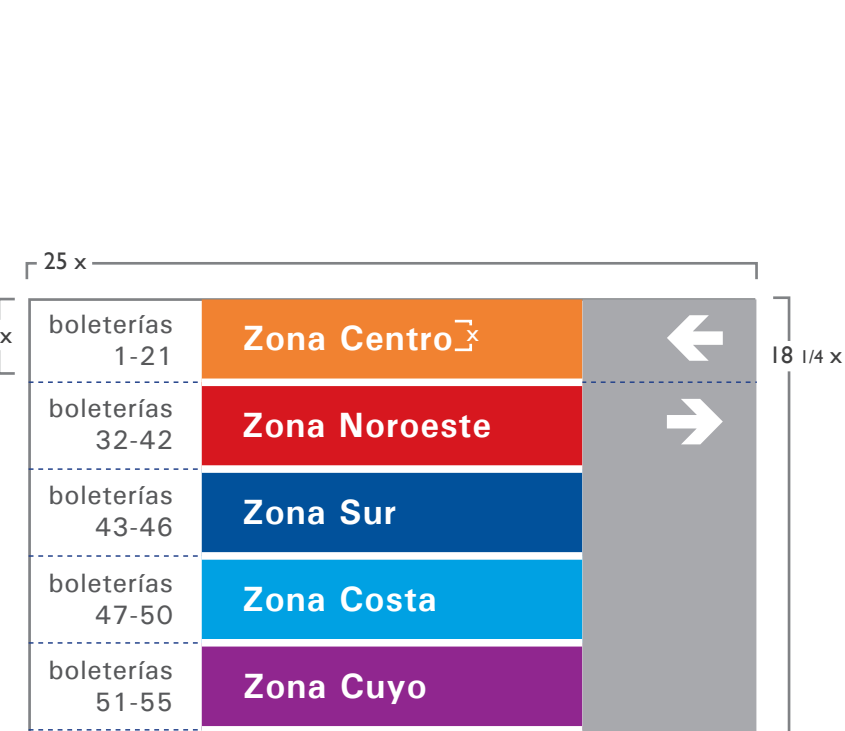 25 x
x
boleterías
1-21
Zona Centro x
18 1/4 x
boleterías
32-42
Zona Noroeste
boleterías
43-46
Zona Sur
boleterías
47-50
Zona Costa
boleterías
51-55
Zona Cuyo